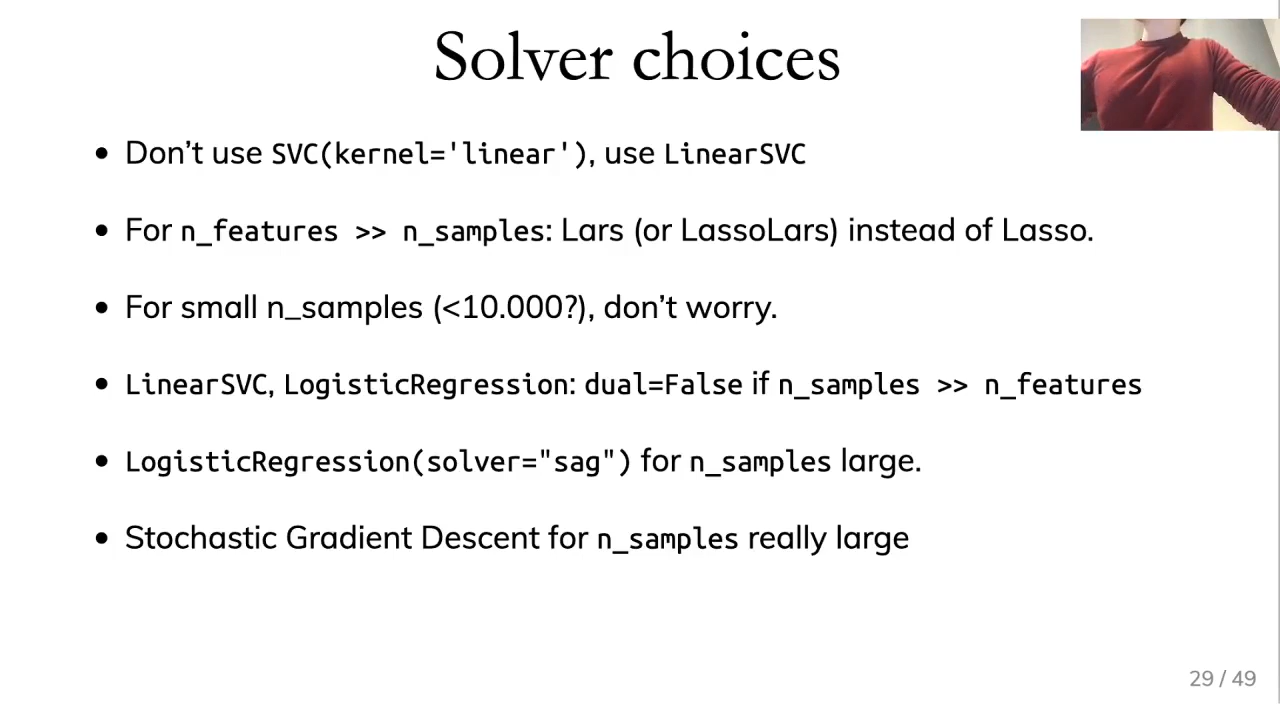 Solver choices
• Don’t use SVC(kernel='linear'), use LinearSVC
• For n_features >> n_samples: Lars (or LassoLars) instead of Lasso.
• For small n_samples (<10.000?), don’t worry.
• LinearSVC, LogisticRegression: dual=False if n_samples >> n_features
• LogisticRegression(solver="sag") for n_samples large.
• Stochastic Gradient Descent for n_samples really large
29 / 49